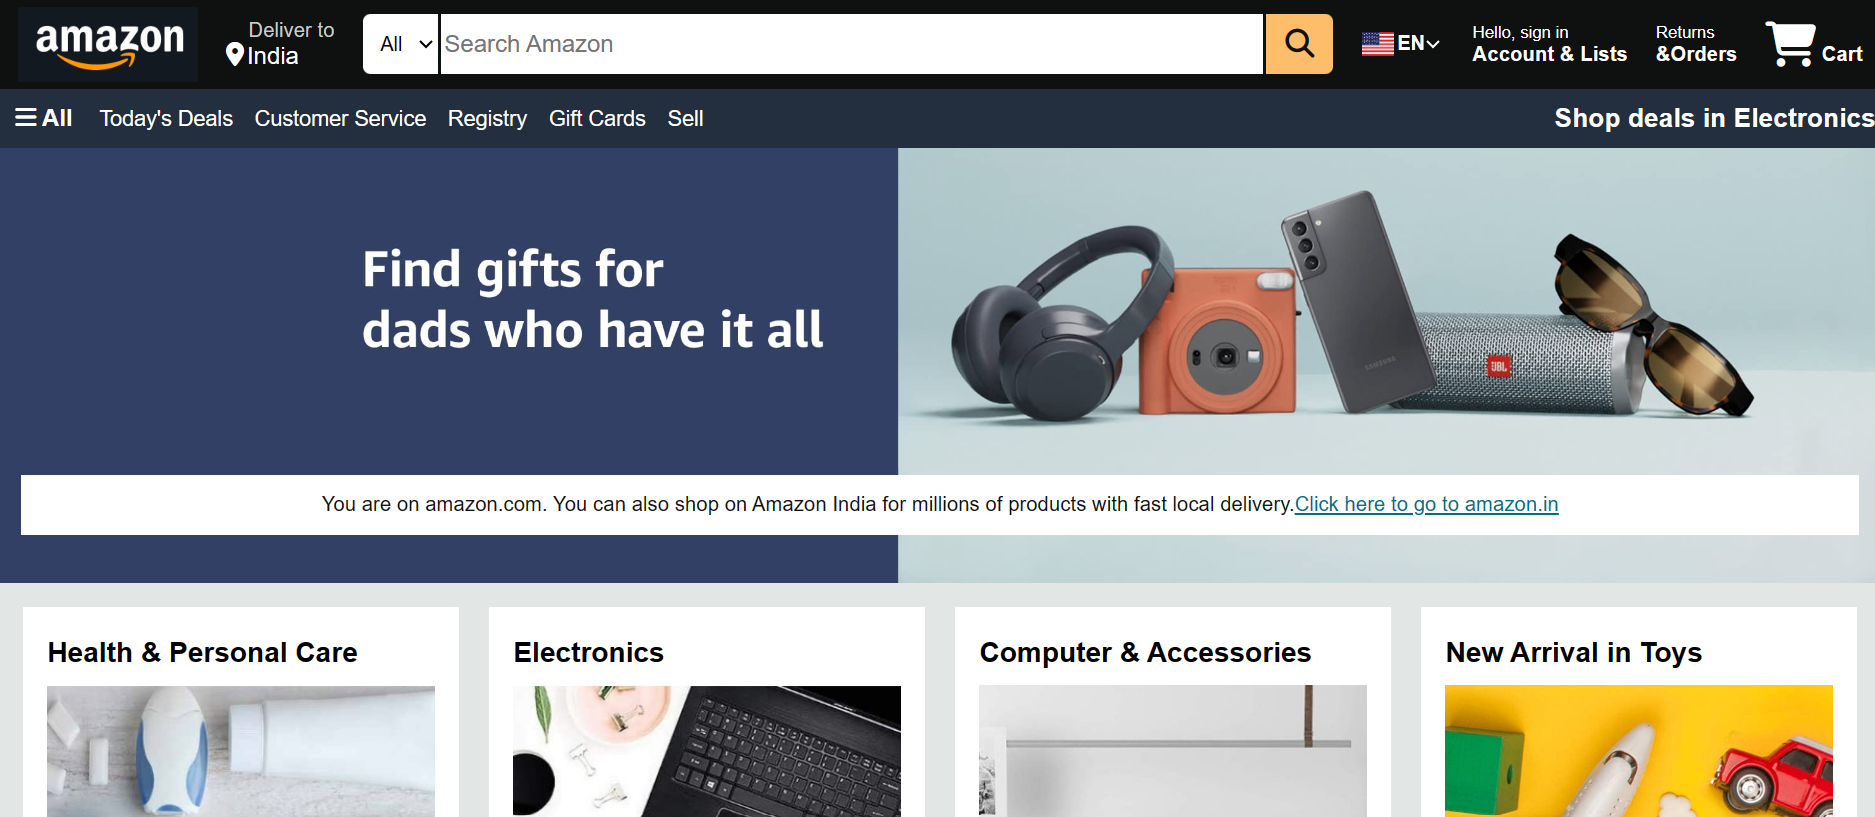 amazon
Deliver to
India
All
Search Amazon
EN
Hello, sign in
Account & Lists
Returns
&Orders
Cart
All
Today's Deals
Customer Service
Registry
Gift Cards
Sell
Shop deals in Electronics
Find gifts for
dads who have it all
SAMSUNG
JBL
You are on amazon.com. You can also shop on Amazon India for millions of products with fast local delivery.Click here to go to amazon.in
Health & Personal Care
Electronics
Computer & Accessories
New Arrival in Toys